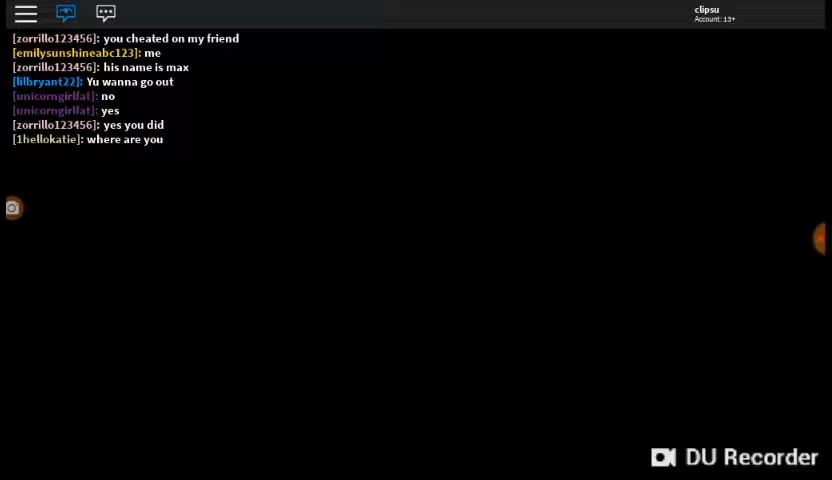 clipsu
Account: 13+
[zorrillo123456]: you cheated on my friend
[emilysunshineabc123]: me
[zorrillo123456]: his name is max
[lilbryant22]: Yu wanna go out
[unicorngirlfat]: no
[unicorngirlfat]: yes
[zorrillo123456]: yes you did
[1hellokatie]: where are you
DU Recorder